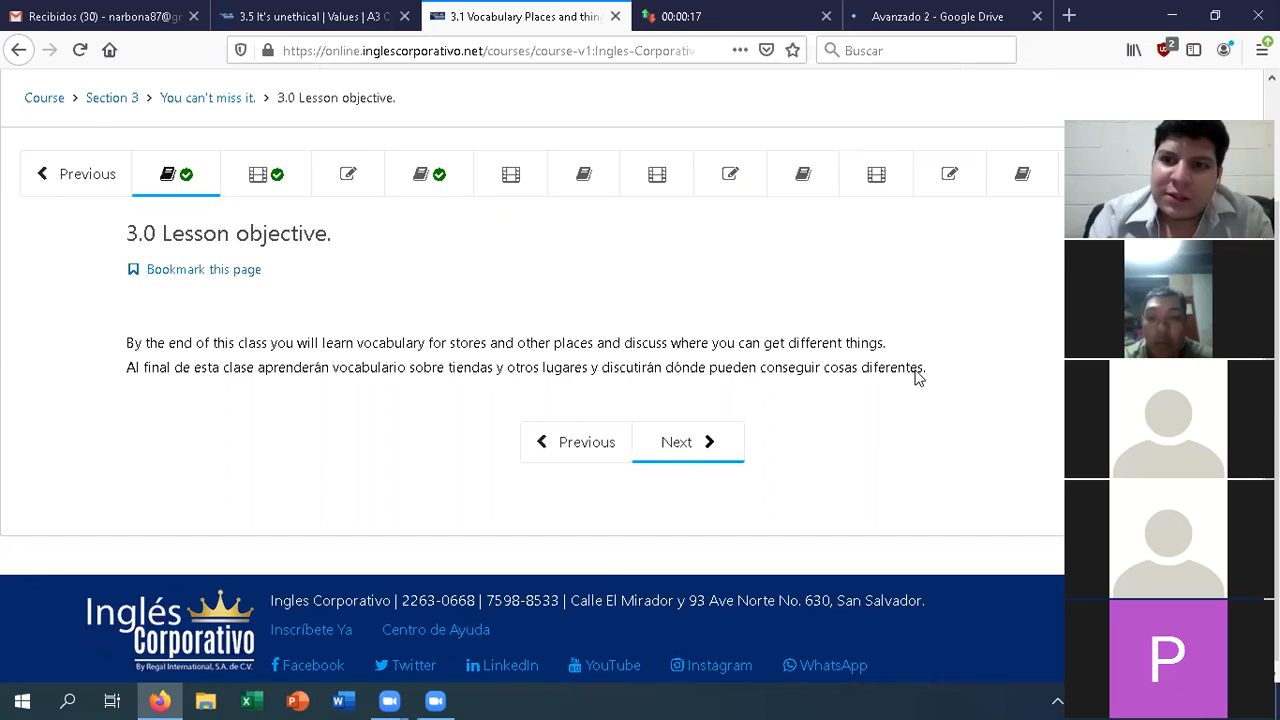 Recibidos (30) - narbona87@gr
3.5 It's unethical | Values | A3 C
3.1 Vocabulary Places and thin
00:00:17
Avanzado 2 - Google Drive
https://online.inglescorporativo.net/courses/course-v1:Ingles-Corporativ
Buscar
2
Course > Section 3 > You can't miss it. > 3.0 Lesson objective.
Previous
3.0 Lesson objective.
Bookmark this page
By the end of this class you will learn vocabulary for stores and other places and discuss where you can get different things.
Al final de esta clase aprenderán vocabulario sobre tiendas y otros lugares y discutirán dónde pueden conseguir cosas diferentes.
Previous
Next
Inglés Corporativo
By Regal International, S.A. de C.V.
Ingles Corporativo | 2263-0668 | 7598-8533 | Calle El Mirador y 93 Ave Norte No. 630, San Salvador.
Inscríbete Ya Centro de Ayuda
Facebook Twitter LinkedIn YouTube Instagram WhatsApp
P